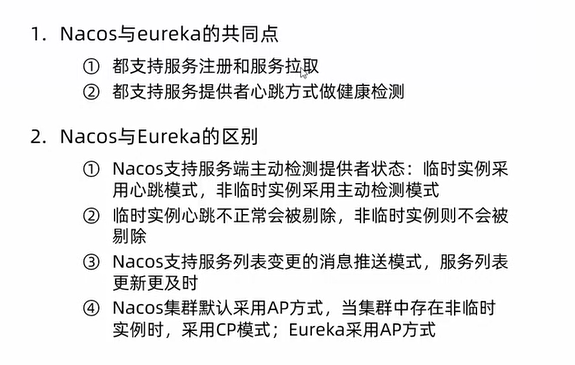 1. Nacos与eureka的共同点
① 都支持服务注册和服务拉取
② 都支持服务提供者心跳方式做健康检测
2. Nacos与Eureka的区别
① Nacos支持服务端主动检测提供者状态：临时实例采
用心跳模式，非临时实例采用主动检测模式
② 临时实例心跳不正常会被剔除，非临时实例则不会被
剔除
③ Nacos支持服务列表变更的消息推送模式，服务列表
更新更及时
④ Nacos集群默认采用AP方式，当集群中存在非临时
实例时，采用CP模式；Eureka采用AP方式